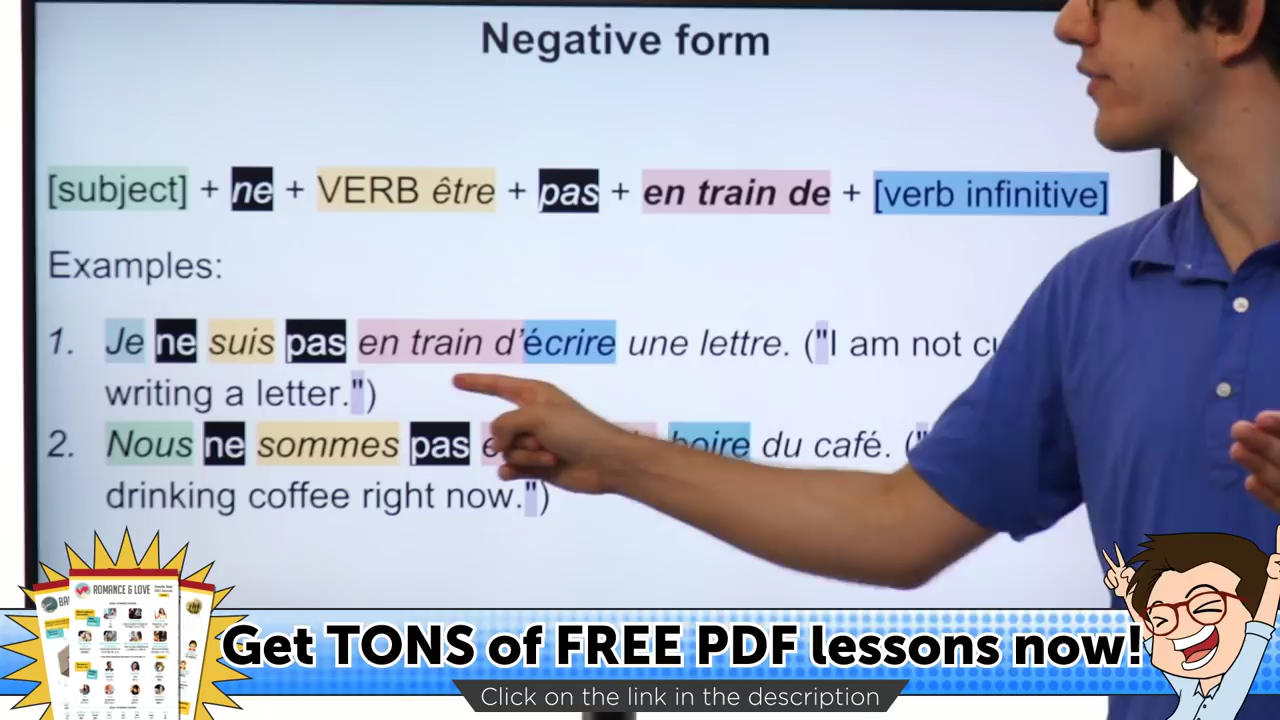 Negative form
[subject] + ne + VERB être + pas + en train de + [verb infinitive]
Examples:
1. Je ne suis pas en train d'écrire une lettre. ("I am not
writing a letter.")
2. Nous ne sommes pas boire du café. ("
drinking coffee right now.")
ROMANCE & LOVE
Get TONS of FREE PDF lessons now!
Click on the link in the description